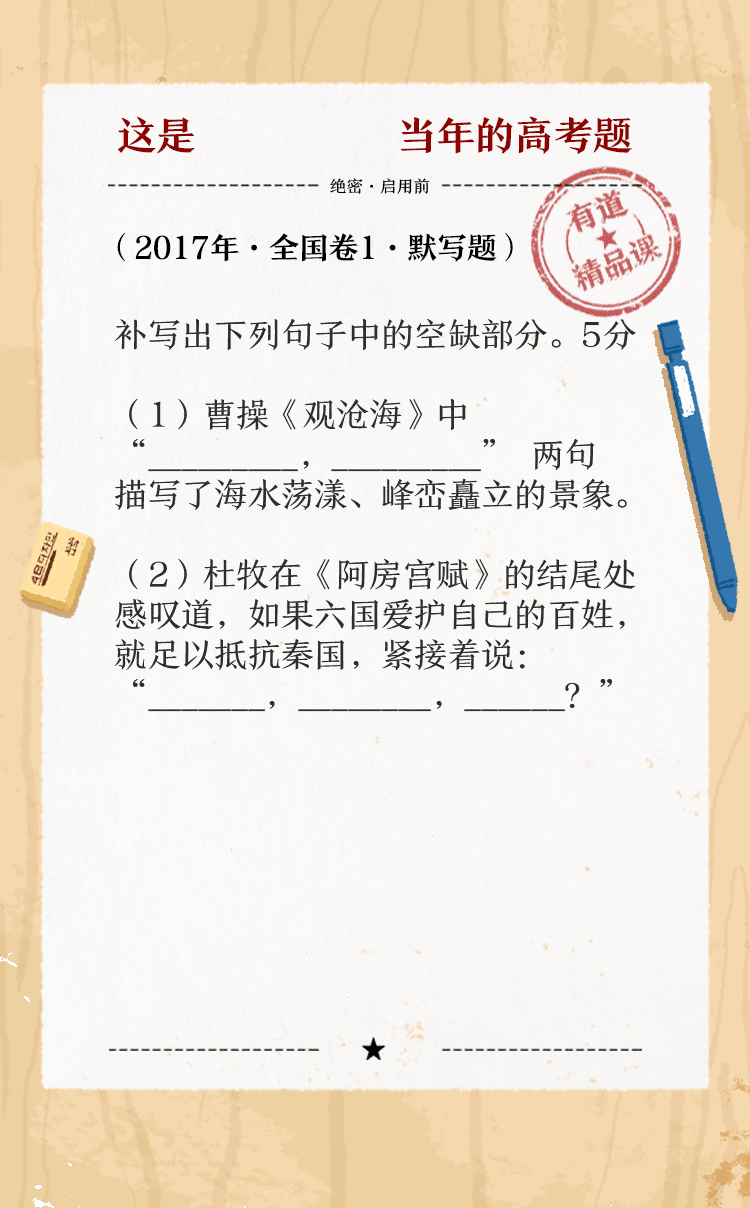 这是 当年的高考题
绝密·启用前
有道
精品课
（2017年·全国卷1·默写题）
补写出下列句子中的空缺部分。5分
（1）曹操《观沧海》中
“_________，_________” 两句
描写了海水荡漾、峰峦矗立的景象。
（2）杜牧在《阿房宫赋》的结尾处
感叹道，如果六国爱护自己的百姓，
就足以抵抗秦国，紧接着说：
“_______，________，______？”